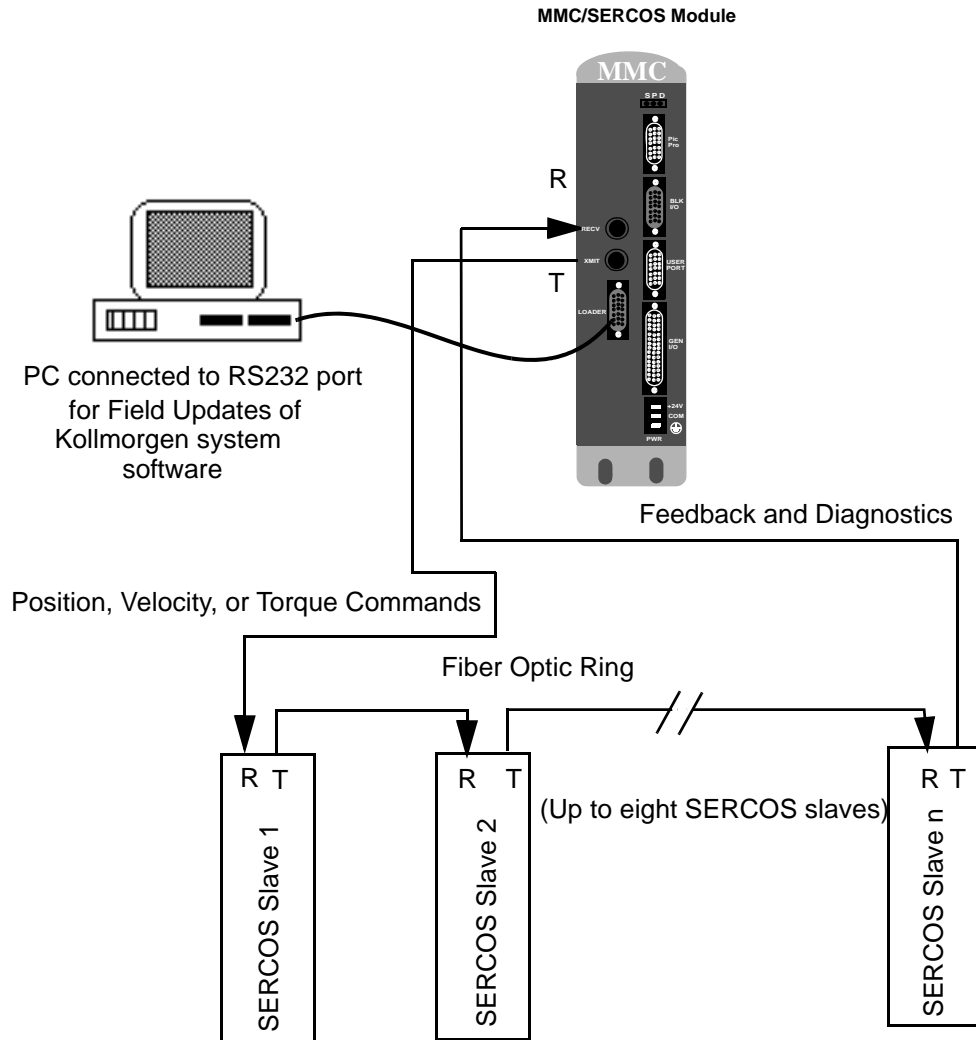 MMC/SERCOS Module
MMC
S P D
Pic
Pro
R
BLK
I/O
RECV
XMIT
USER
PORT
T
LOADER
GEN
I/O
+24V
COM
PWR
PC connected to RS232 port
for Field Updates of
Kollmorgen system
software
Feedback and Diagnostics
Position, Velocity, or Torque Commands
Fiber Optic Ring
R T
R T
R T
(Up to eight SERCOS slaves)
SERCOS Slave 1
SERCOS Slave 2
SERCOS Slave n